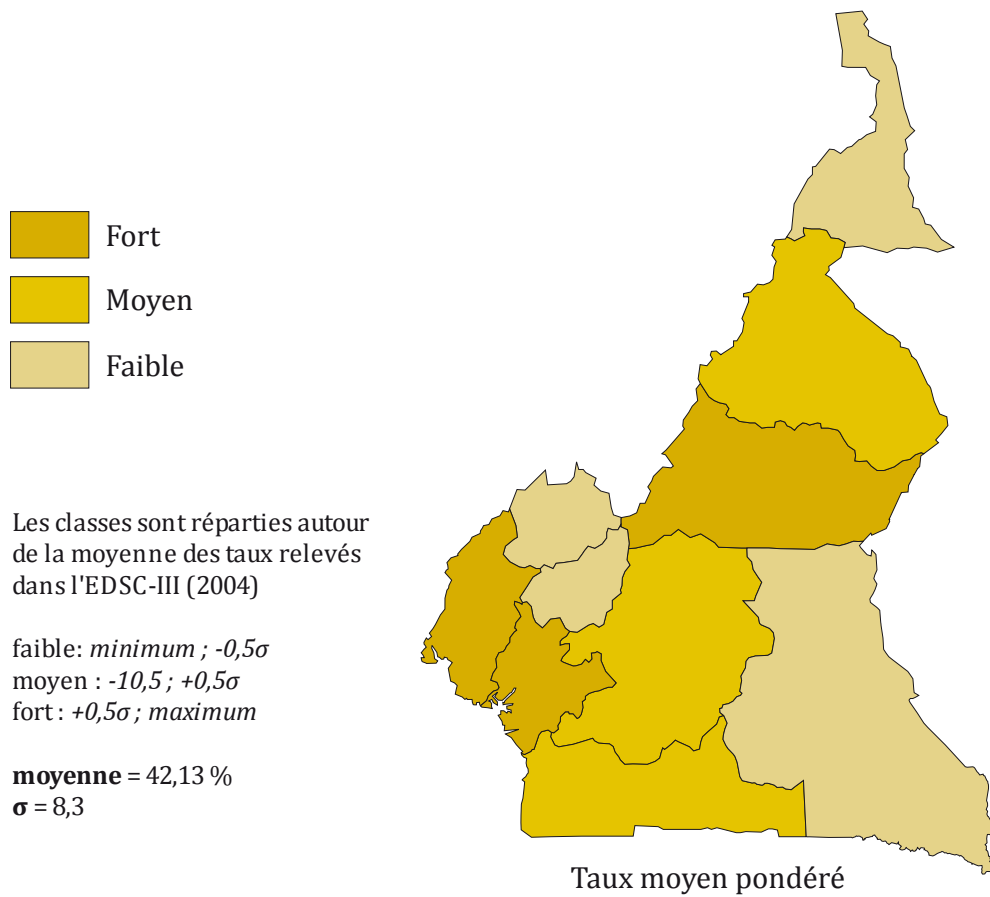 Fort
Moyen
Faible
Les classes sont réparties autour
de la moyenne des taux relevés
dans l'EDSC-III (2004)
faible: minimum ; -0,5σ
moyen : -10,5 ; +0,5σ
fort : +0,5σ ; maximum
moyenne = 42,13 %
σ = 8,3
Taux moyen pondéré